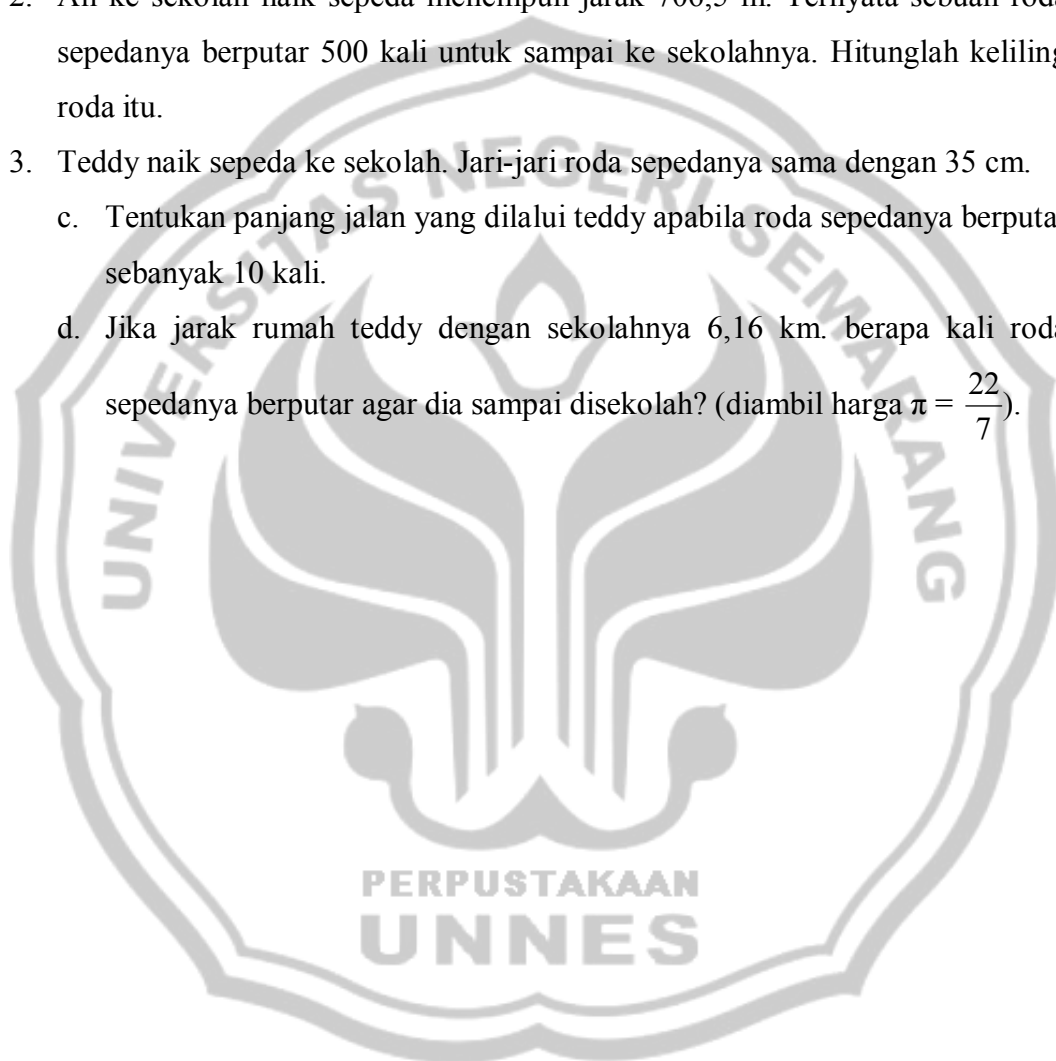 sepedanya berputar 500 kali untuk sampai ke sekolahnya. Hitunglah keliling
roda itu.
3. Teddy naik sepeda ke sekolah. Jari-jari roda sepedanya sama dengan 35 cm.
c. Tentukan panjang jalan yang dilalui teddy apabila roda sepedanya
sebanyak 10 kali.
d. Jika jarak rumah teddy dengan sekolahnya 6,16 km. berapa kali roda
sepedanya berputar agar dia sampai disekolah? (diambil harga π = 22/7).
UNIVERSITAS NEGERI SEMARANG
PERPUSTAKAAN
UNNES